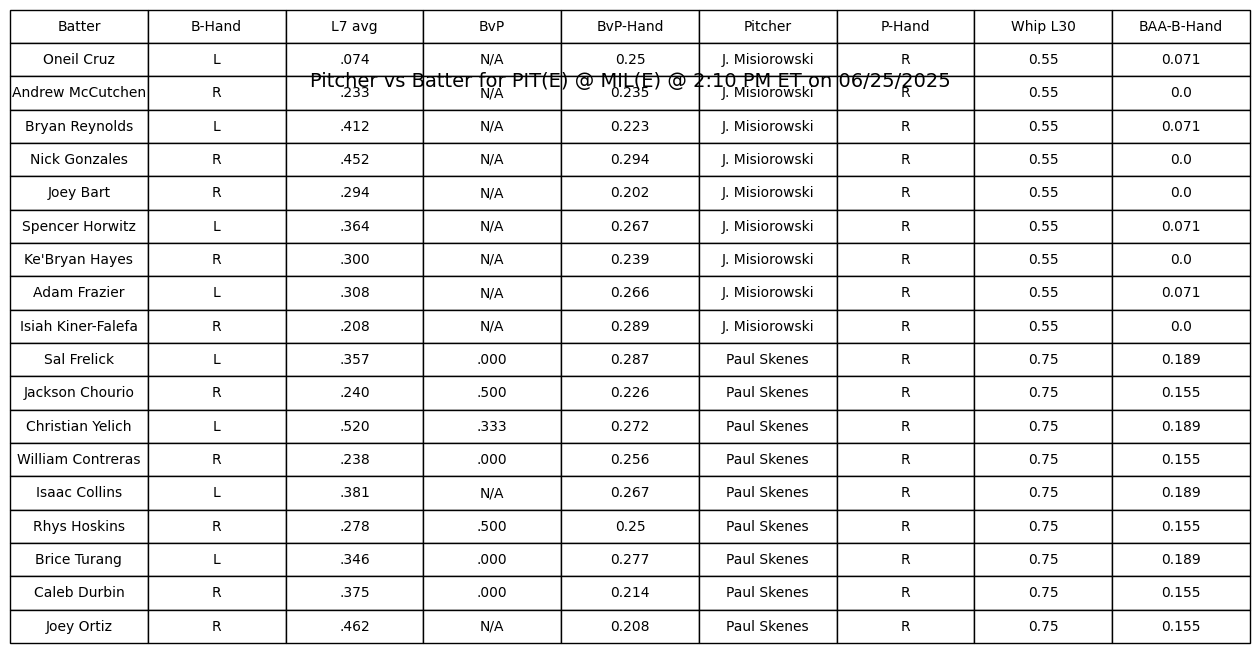 Batter B-Hand L7 avg BvP BvP-Hand Pitcher P-Hand Whip L30 BAA-B-Hand
Oneil Cruz L .074 N/A 0.25 J. Misiorowski R 0.55 0.071
Pitcher vs Batter for PIT(E) @ MIL(E) @ 2:10 PM ET on 06/25/2025
Andrew McCutchen R .233 N/A 0.235 J. Misiorowski R 0.55 0.0
Bryan Reynolds L .412 N/A 0.223 J. Misiorowski R 0.55 0.071
Nick Gonzales R .452 N/A 0.294 J. Misiorowski R 0.55 0.0
Joey Bart R .294 N/A 0.202 J. Misiorowski R 0.55 0.0
Spencer Horwitz L .364 N/A 0.267 J. Misiorowski R 0.55 0.071
Ke'Bryan Hayes R .300 N/A 0.239 J. Misiorowski R 0.55 0.0
Adam Frazier L .308 N/A 0.266 J. Misiorowski R 0.55 0.071
Isiah Kiner-Falefa R .208 N/A 0.289 J. Misiorowski R 0.55 0.0
Sal Frelick L .357 .000 0.287 Paul Skenes R 0.75 0.189
Jackson Chourio R .240 .500 0.226 Paul Skenes R 0.75 0.155
Christian Yelich L .520 .333 0.272 Paul Skenes R 0.75 0.189
William Contreras R .238 .000 0.256 Paul Skenes R 0.75 0.155
Isaac Collins L .381 N/A 0.267 Paul Skenes R 0.75 0.189
Rhys Hoskins R .278 .500 0.25 Paul Skenes R 0.75 0.155
Brice Turang L .346 .000 0.277 Paul Skenes R 0.75 0.189
Caleb Durbin R .375 .000 0.214 Paul Skenes R 0.75 0.155
Joey Ortiz R .462 N/A 0.208 Paul Skenes R 0.75 0.155